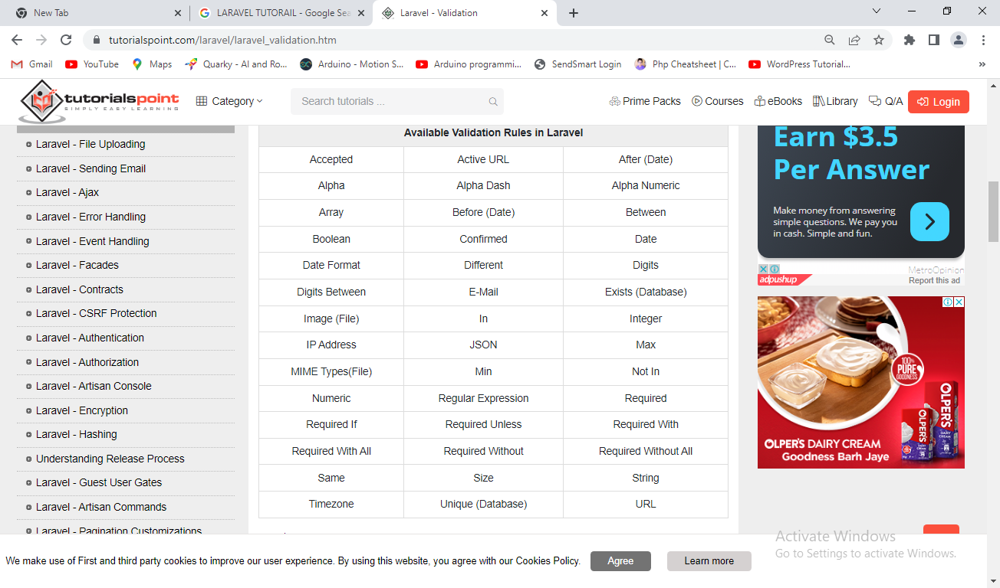 New Tab
LARAVEL TUTORAIL - Google Sea
Laravel - Validation
tutorialspoint.com/laravel/laravel_validation.htm
Gmail
YouTube
Maps
Quarky - AI and Ro...
Arduino - Motion S...
Arduino programmi...
SendSmart Login
Php Cheatsheet | C...
WordPress Tutorial...
»
tutorialspoint
SIMPLY EASY LEARNING
Category
Search tutorials ...
Prime Packs
Courses
eBooks
Library
Q/A
Login
Laravel - File Uploading
Laravel - Sending Email
Laravel - Ajax
Laravel - Error Handling
Laravel - Event Handling
Laravel - Facades
Laravel - Contracts
Laravel - CSRF Protection
Laravel - Authentication
Laravel - Authorization
Laravel - Artisan Console
Laravel - Encryption
Laravel - Hashing
Understanding Release Process
Laravel - Guest User Gates
Laravel - Artisan Commands
Laravel - Pagination Customizations
Available Validation Rules in Laravel
Accepted Active URL After (Date)
Alpha Alpha Dash Alpha Numeric
Array Before (Date) Between
Boolean Confirmed Date
Date Format Different Digits
Digits Between E-Mail Exists (Database)
Image (File) In Integer
IP Address JSON Max
MIME Types(File) Min Not In
Numeric Regular Expression Required
Required If Required Unless Required With
Required With All Required Without Required Without All
Same Size String
Timezone Unique (Database) URL
Earn $3.5
Per Answer
Make money from answering
simple questions. We pay you
in cash. Simple and fun.
MetroOpinion
adpushup
Report this ad
100%
PURE
GOODNESS
OLPER'S
DAIRY
CREAM
OLPER'S
DAIRY
CREAM
OLPER'S DAIRY CREAM
Goodness Barh Jaye
Activate Windows
Go to Settings to activate Windows.
We make use of First and third party cookies to improve our user experience. By using this website, you agree with our Cookies Policy.
Agree
Learn more